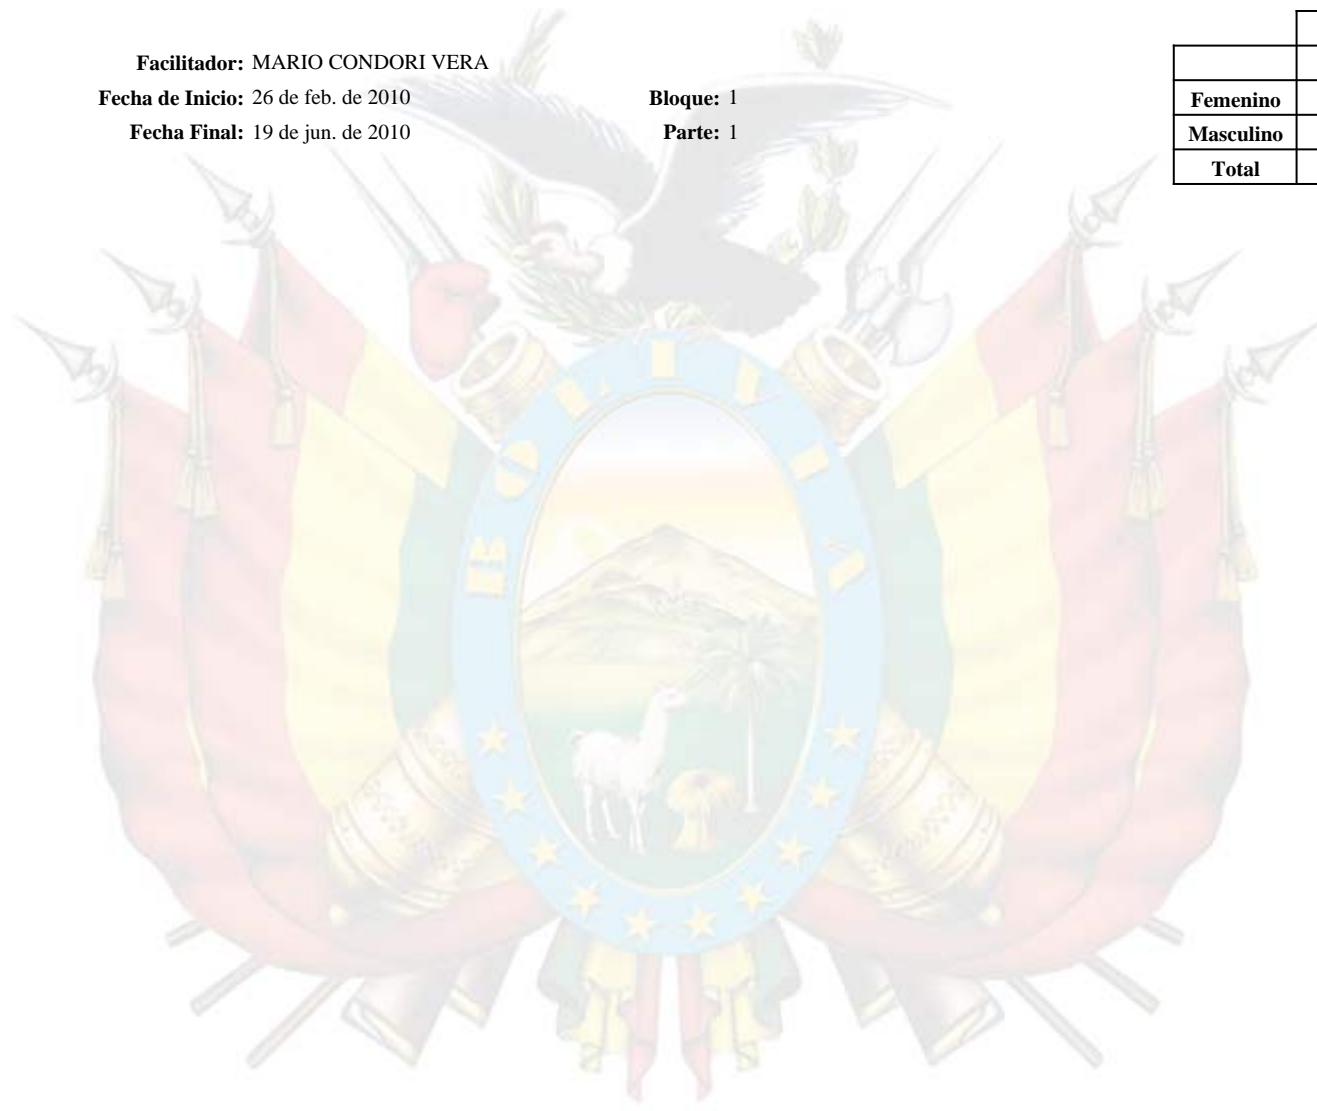 Facilitador: MARIO CONDORI VERA
Fecha de Inicio: 26 de feb. de 2010
Bloque: 1
Fecha Final: 19 de jun. de 2010
Parte: 1
Femenino
Masculino
Total
BOLIVIA